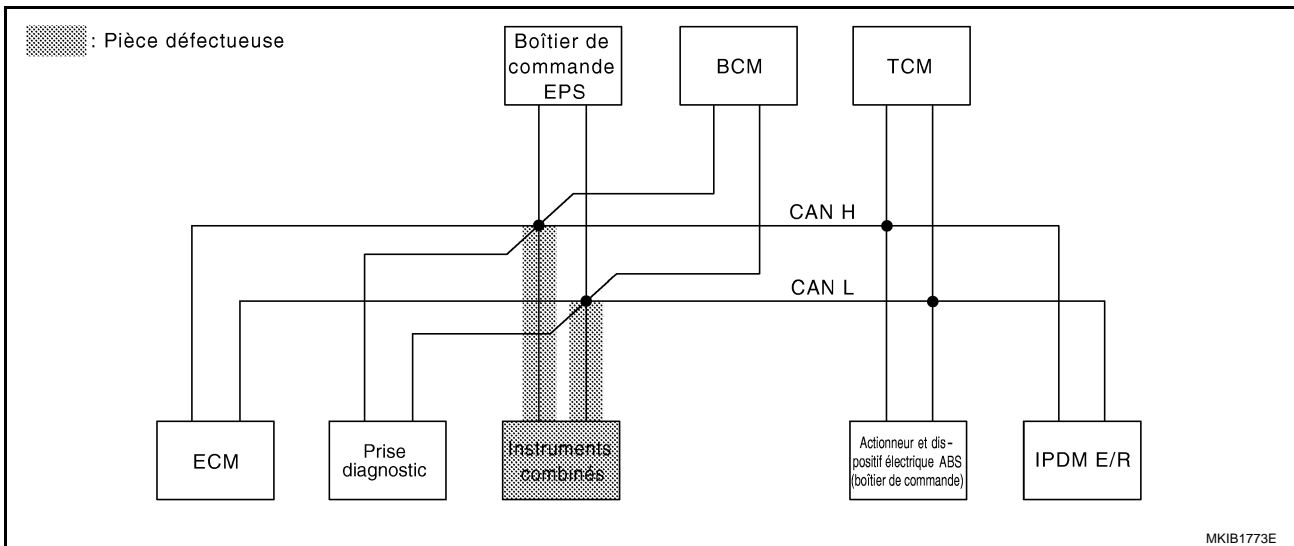 : Pièce défectueuse
Boîtier de
commande
EPS
BCM
TCM
CAN H
CAN L
ECM
Prise
diagnostic
Instruments
combinés
Actionneur et dis-
positif électrique ABS
(boîtier de commande)
IPDM E/R
MKIB1773E